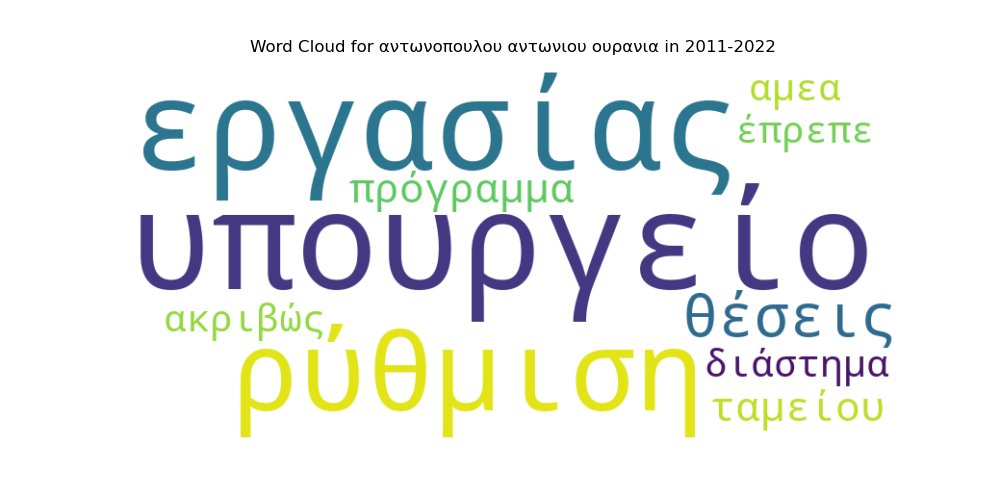 Word Cloud for αντωνοπουλου αντωνιου ουρανια in 2011-2022
εργασίας
αμεα
έπρεπε
πρόγραμμα
υπουργείο
ακριβώς
θέσεις
ρύθμιση
διάστημα
ταμείου